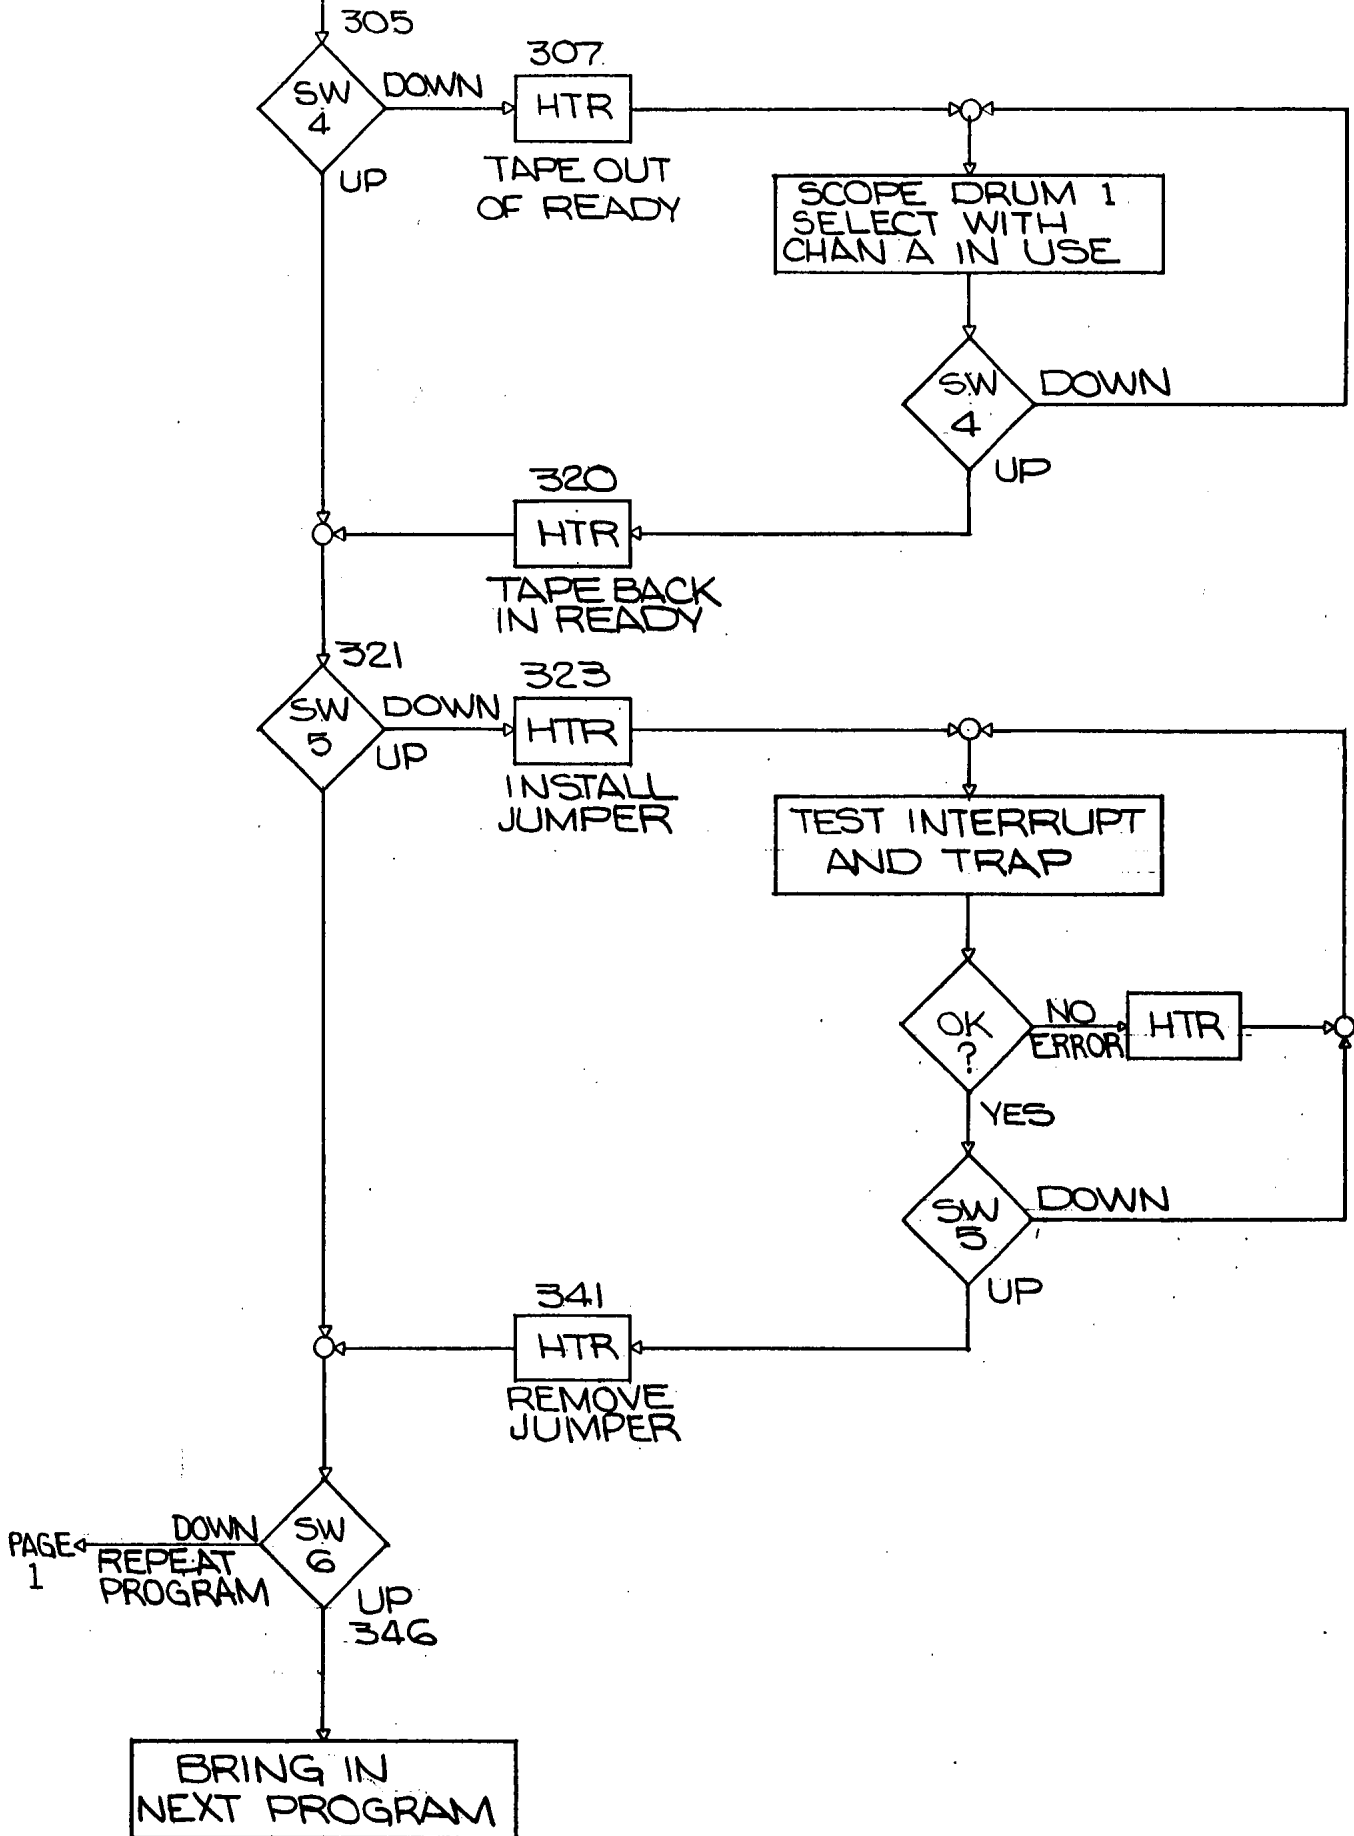 305
SW
4
DOWN
UP
307
HTR
TAPE OUT
OF READY
SCOPE DRUM 1
SELECT WITH
CHAN A IN USE
SW
4
DOWN
UP
320
HTR
TAPE BACK
IN READY
321
SW
5
DOWN
UP
323
HTR
INSTALL
JUMPER
TEST INTERRUPT
AND TRAP
OK
?
NO
ERROR
HTR
YES
SW
5
DOWN
UP
341
HTR
REMOVE
JUMPER
SW
6
DOWN
REPEAT
PROGRAM
PAGE
1
UP
346
BRING IN
NEXT PROGRAM